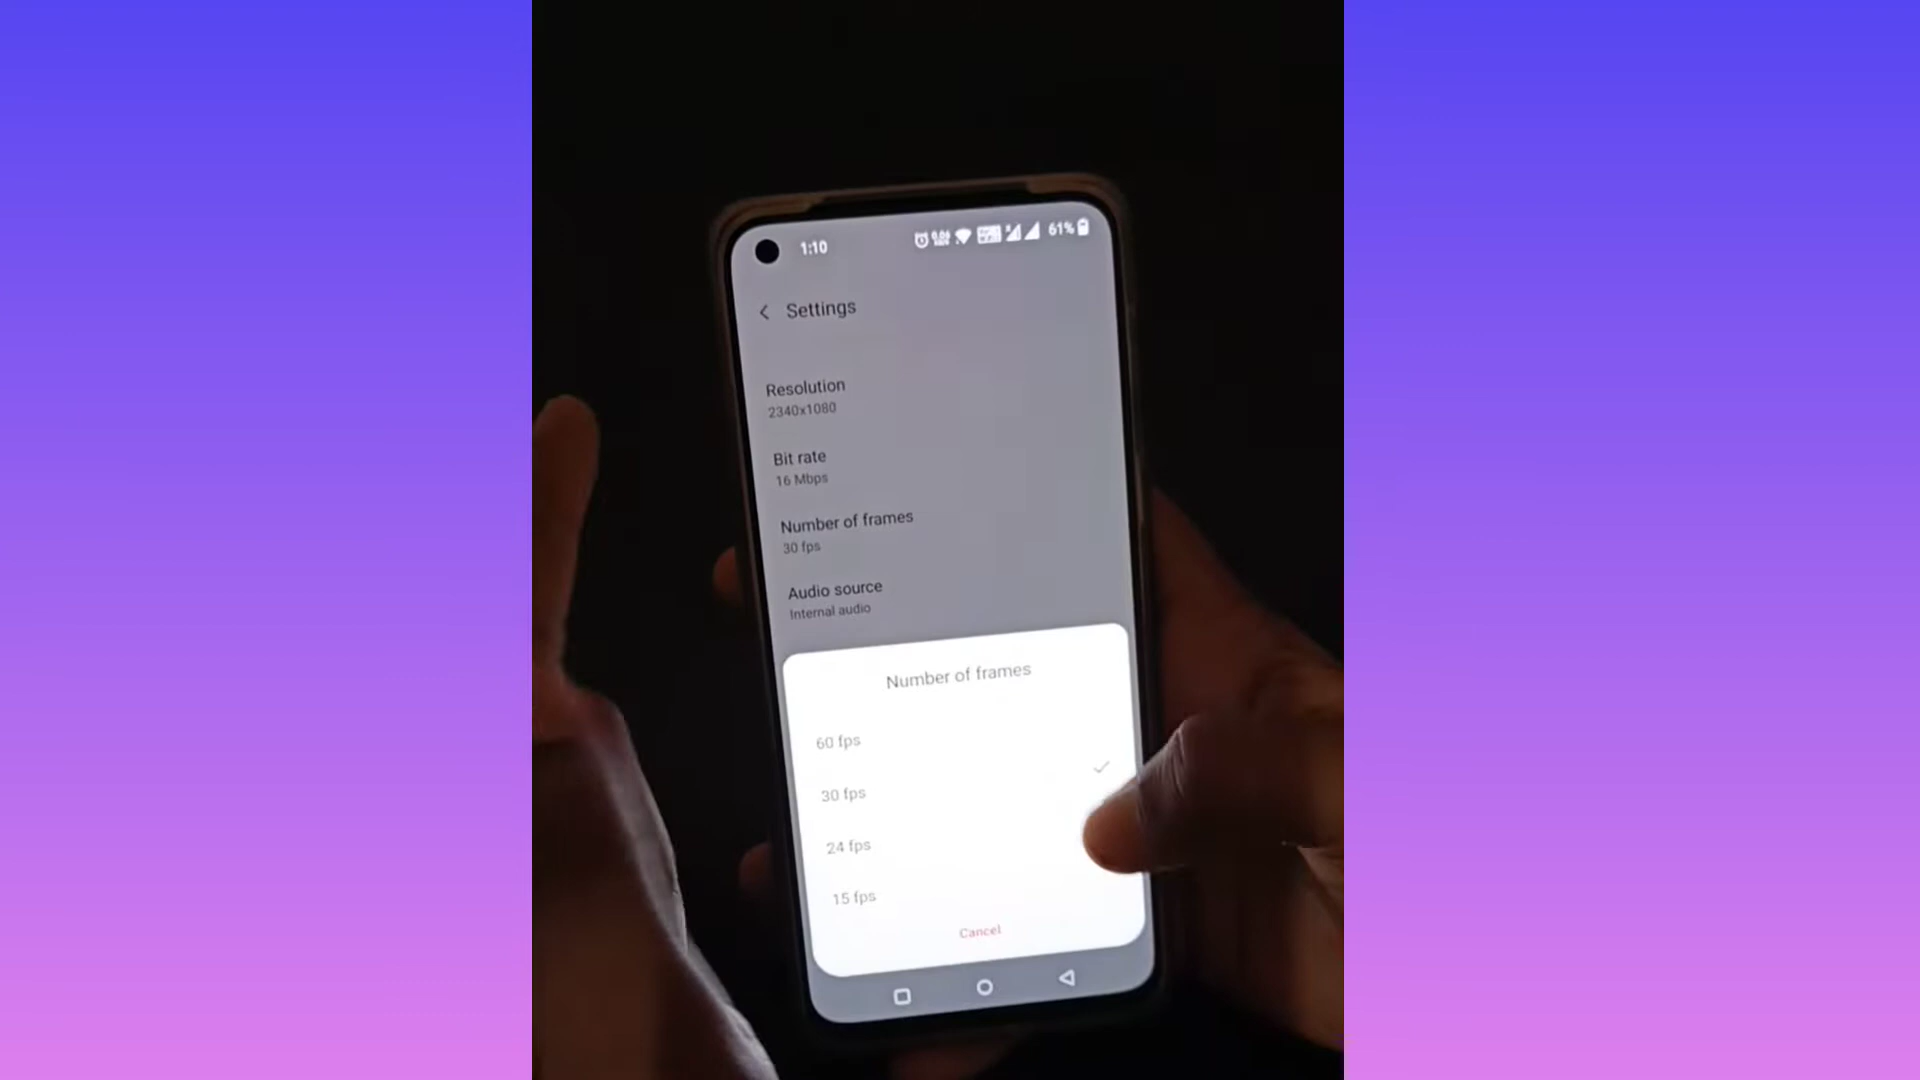 1:10
61%
Settings
Resolution
2340x1080
Bit rate
16 Mbps
Number of frames
30 fps
Audio source
Internal audio
Number of frames
60 fps
30 fps
24 fps
15 fps
Cancel